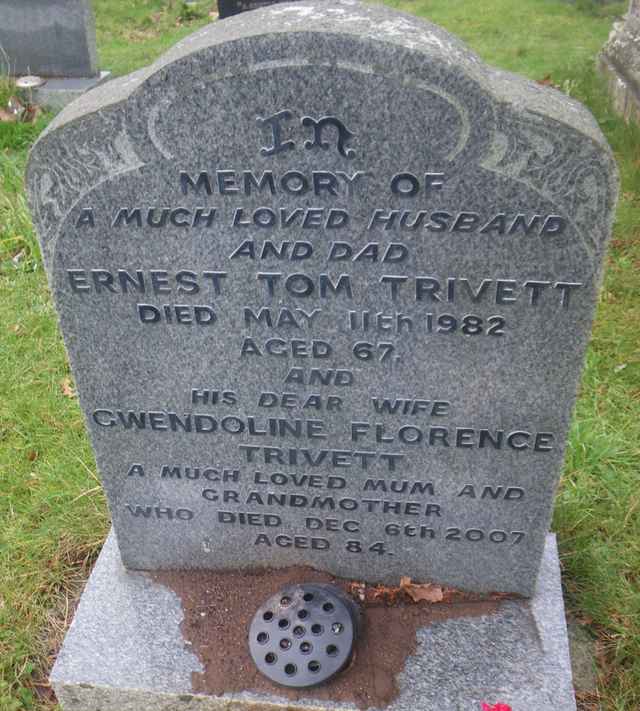 In
MEMORY OF
A MUCH LOVED HUSBAND
AND DAD
ERNEST TOM TRIVETT
DIED MAY 11th 1982
AGED 67.
AND
HIS DEAR WIFE
GWENDOLINE FLORENCE
TRIVETT
A MUCH LOVED MUM AND
GRANDMOTHER
WHO DIED DEC 6th 2007
AGED 84.